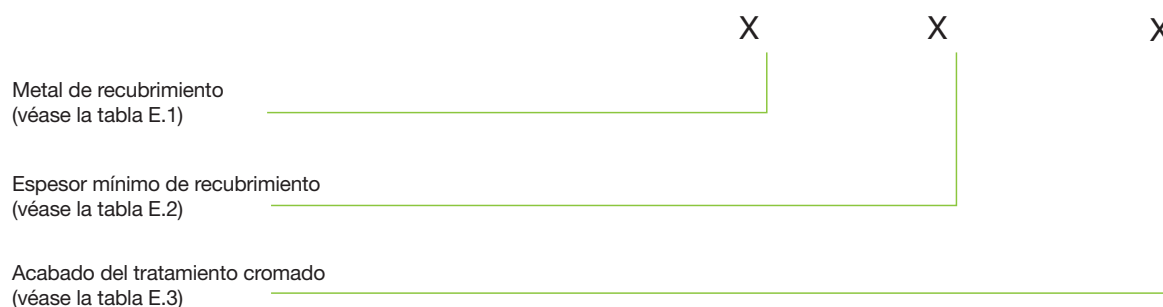 X X X
Metal de recubrimiento
(véase la tabla E.1)
Espesor mínimo de recubrimiento
(véase la tabla E.2)
Acabado del tratamiento cromado
(véase la tabla E.3)